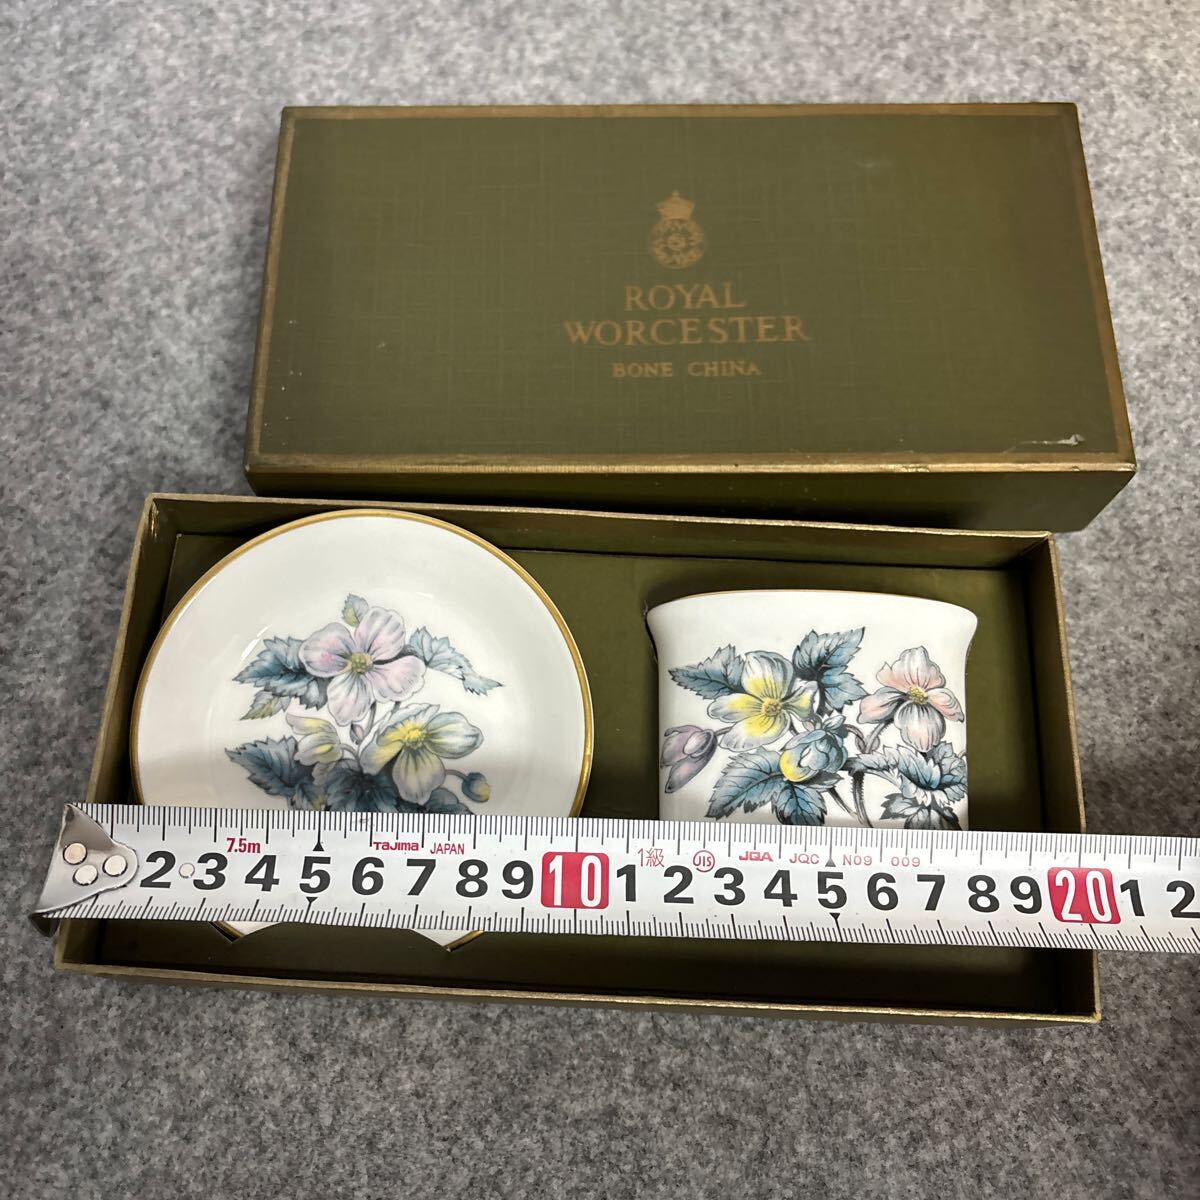 ROYAL
WORCESTER
BONE CHINA
7.5m TAJIMA JAPAN 1級 JIS JQA JQC N09 009
2 3 4 5 6 7 8 9 10 1 2 3 4 5 6 7 8 9 20 1 2